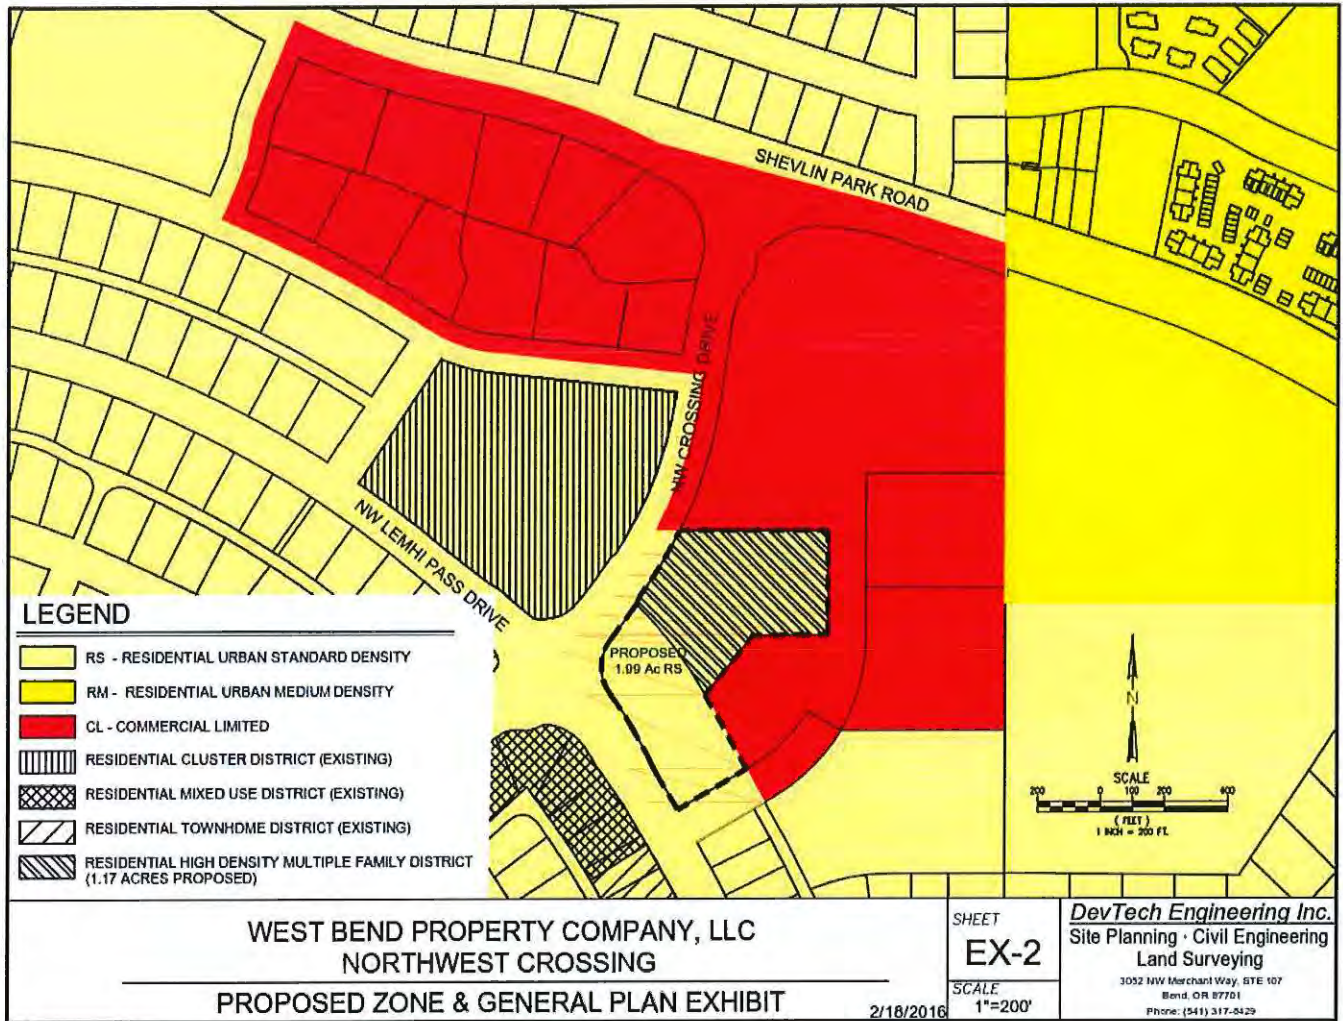 SHEVLIN PARK ROAD
NW CROSSING DRIVE
NW LEMHI PASS DRIVE
PROPOSED
1.99 Ac RS
LEGEND
RS - RESIDENTIAL URBAN STANDARD DENSITY
RM - RESIDENTIAL URBAN MEDIUM DENSITY
CL - COMMERCIAL LIMITED
RESIDENTIAL CLUSTER DISTRICT (EXISTING)
RESIDENTIAL MIXED USE DISTRICT (EXISTING)
RESIDENTIAL TOWNHOME DISTRICT (EXISTING)
RESIDENTIAL HIGH DENSITY MULTIPLE FAMILY DISTRICT
(1.17 ACRES PROPOSED)
N
SCALE
200 0 100 200 400
( FEET )
1 INCH = 200 FT.
WEST BEND PROPERTY COMPANY, LLC
NORTHWEST CROSSING
PROPOSED ZONE & GENERAL PLAN EXHIBIT
2/18/2016
SHEET
EX-2
SCALE
1"=200'
DevTech Engineering Inc.
Site Planning · Civil Engineering
Land Surveying
3052 NW Merchant Way, STE 107
Bend, OR 97701
Phone: (541) 317-8429